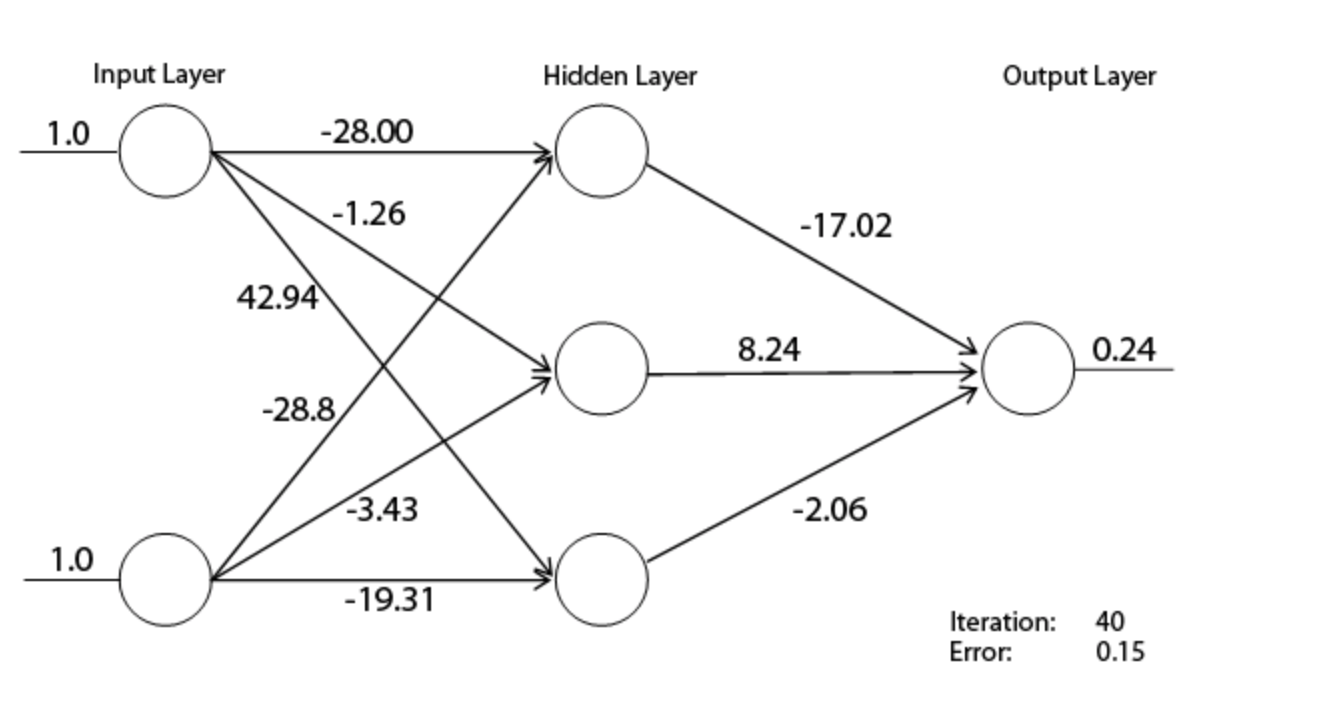 Input Layer
Hidden Layer
Output Layer
1.0
-28.00
-1.26
-17.02
42.94
8.24
0.24
-28.8
-3.43
-2.06
1.0
-19.31
Iteration: 40
Error: 0.15